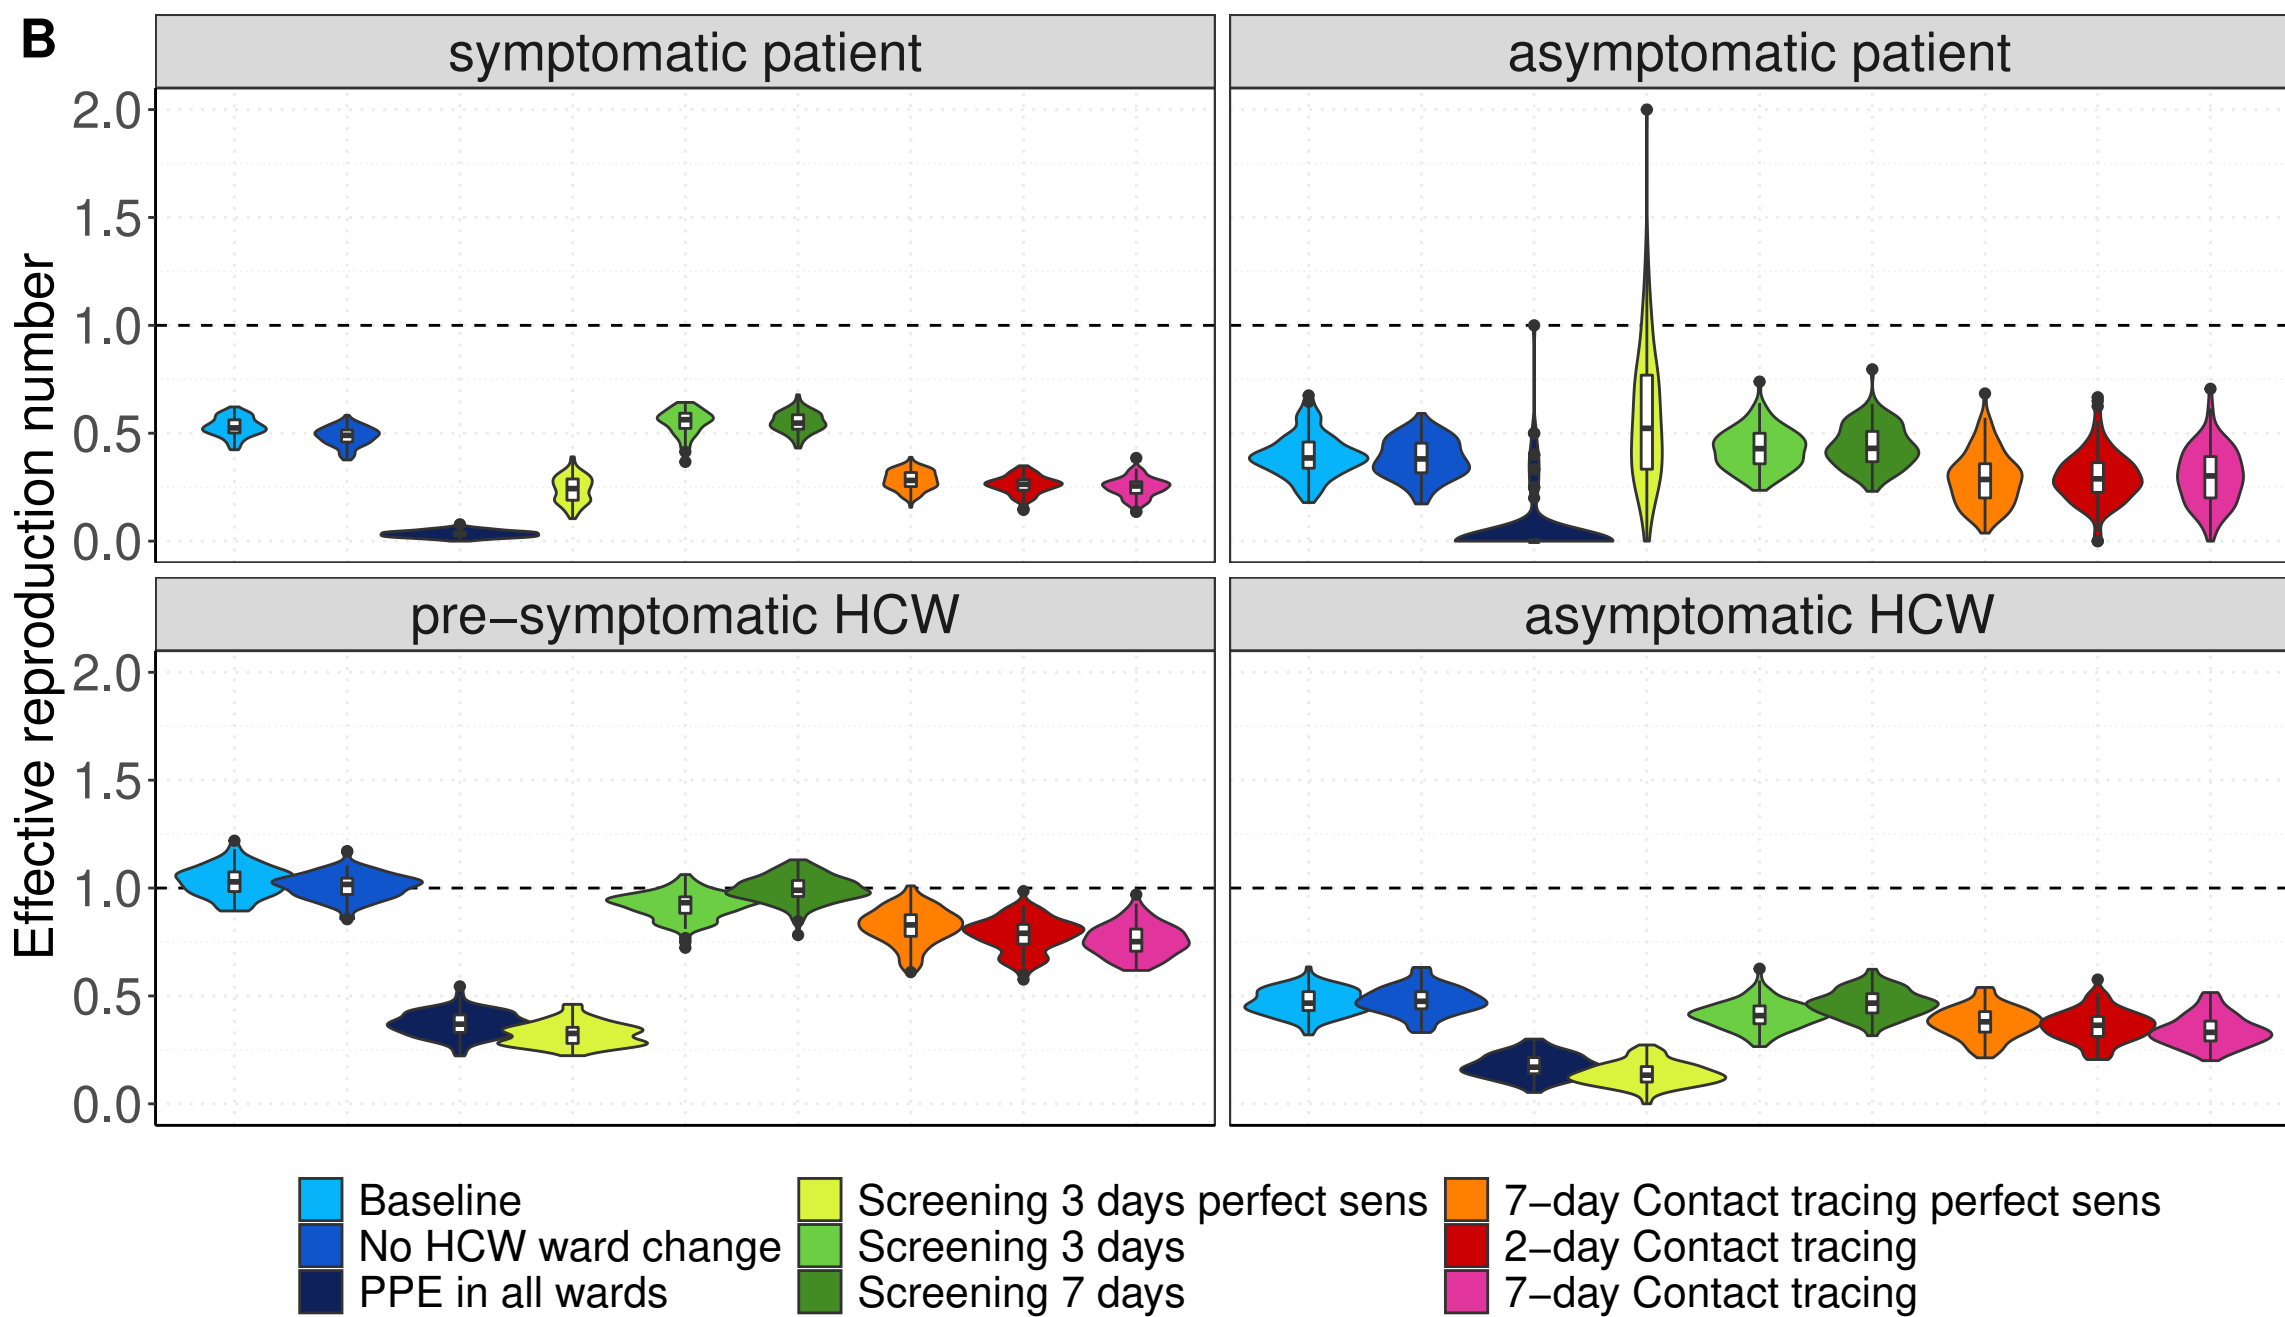 B
symptomatic patient
asymptomatic patient
2.0
1.5
1.0
0.5
0.0
pre−symptomatic HCW
asymptomatic HCW
2.0
1.5
1.0
0.5
0.0
Effective reproduction number
Baseline
No HCW ward change
PPE in all wards
Screening 3 days perfect sens
Screening 3 days
Screening 7 days
7−day Contact tracing perfect sens
2−day Contact tracing
7−day Contact tracing